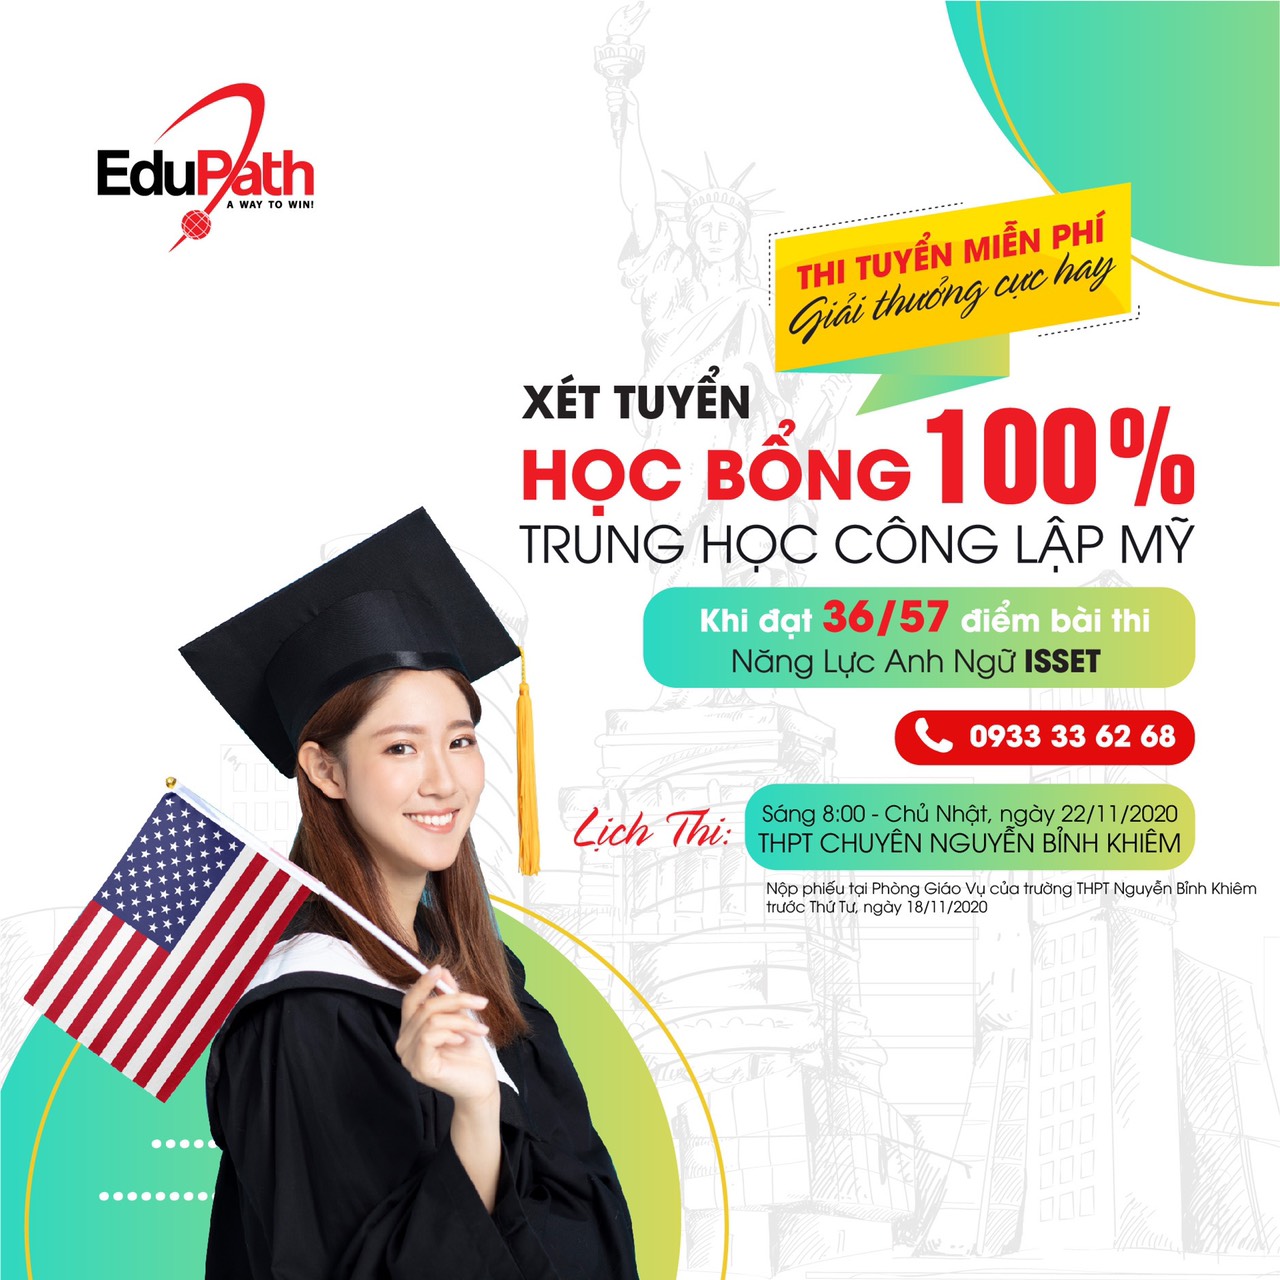 EduPath
A WAY TO WIN!
THI TUYỂN MIỄN PHÍ
Giải thưởng cực hay
XÉT TUYỂN
HỌC BỔNG 100%
TRUNG HỌC CÔNG LẬP MỸ
Khi đạt 36/57 điểm bài thi
Năng Lực Anh Ngữ ISSET
0933 33 62 68
Lịch Thi:
Sáng 8:00 - Chủ Nhật, ngày 22/11/2020
THPT CHUYÊN NGUYỄN BỈNH KHIÊM
Nộp phiếu tại Phòng Giáo Vụ của trường THPT Nguyễn Bỉnh Khiêm
trước Thứ Tư, ngày 18/11/2020